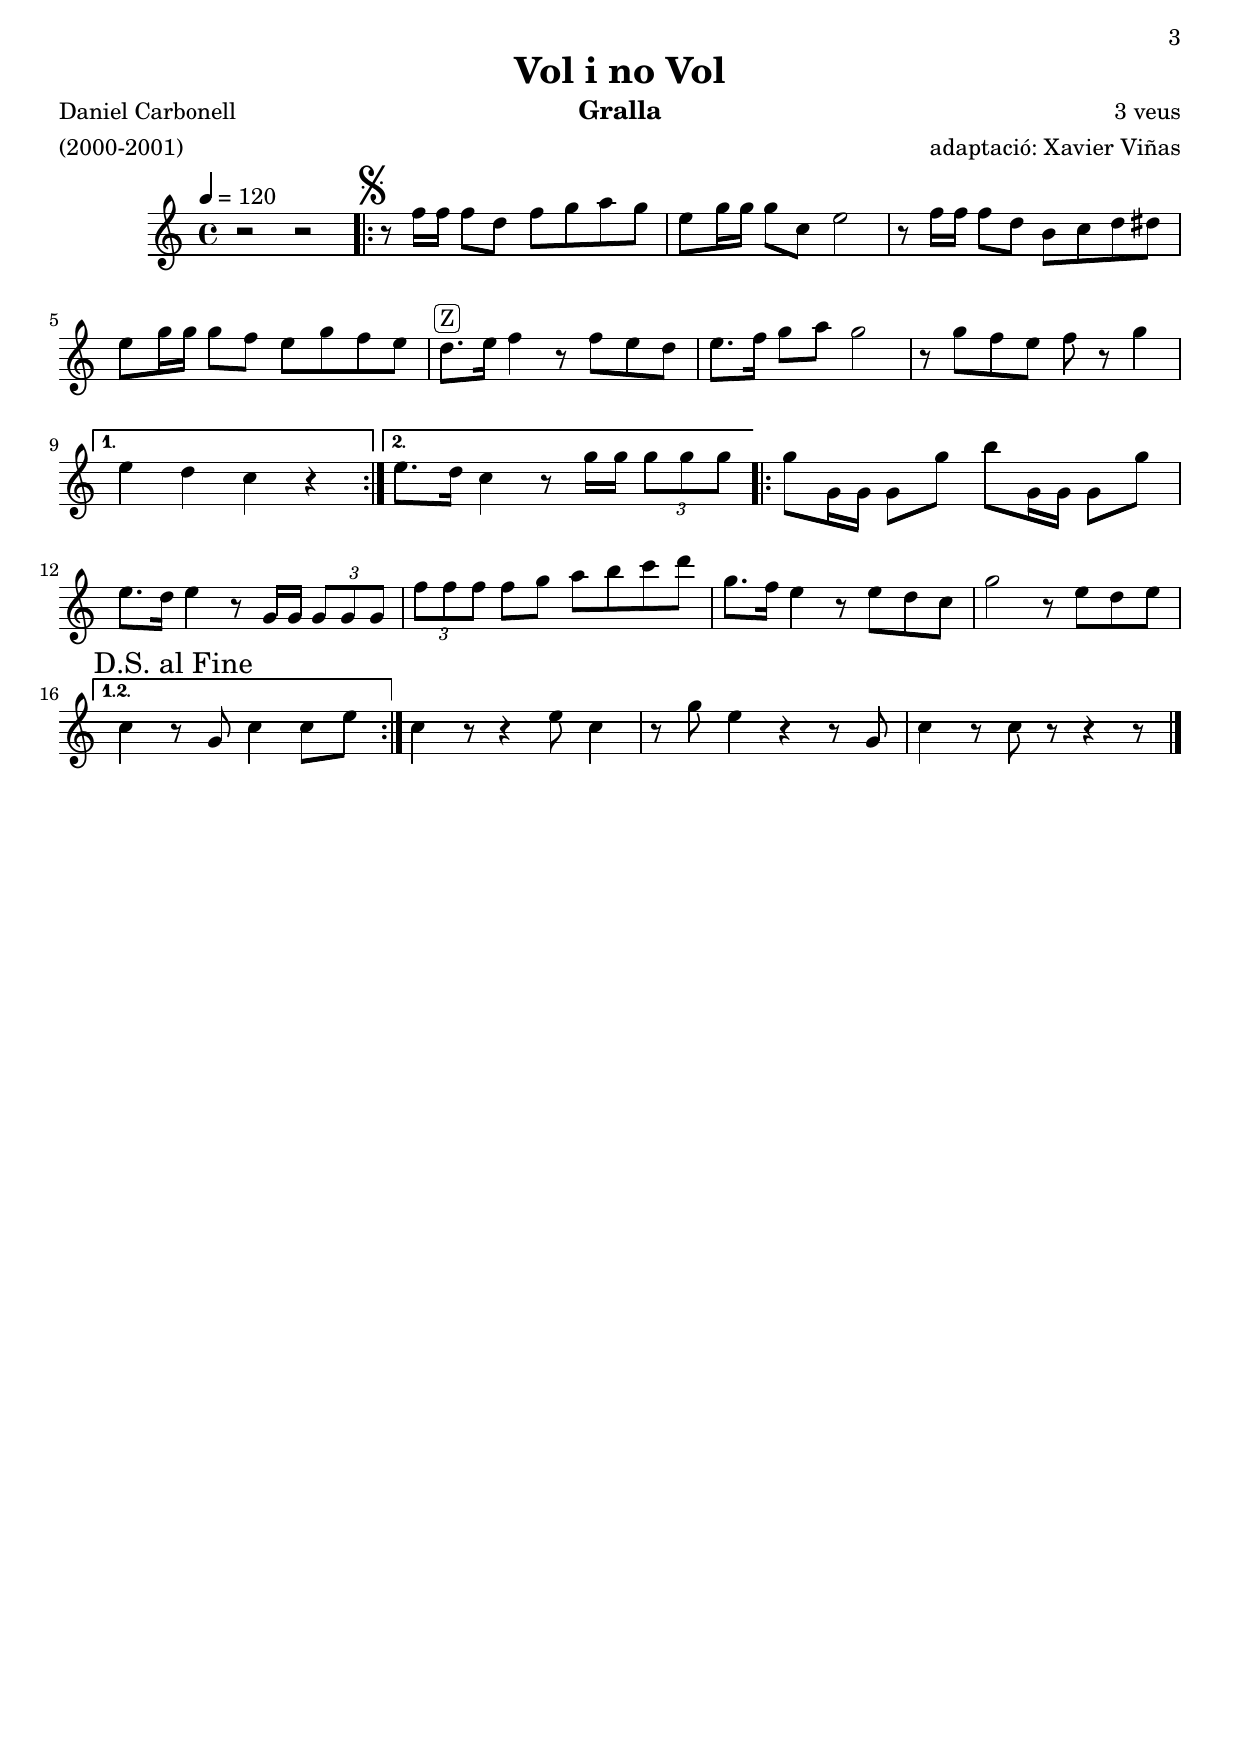 3
Vol i no Vol
Daniel Carbonell Gralla 3 veus
(2000-2001) adaptació: Xavier Viñas
= 120
5
Z
9
1. 2.
3
12
3 3
D.S. al Fine
16
1.2.